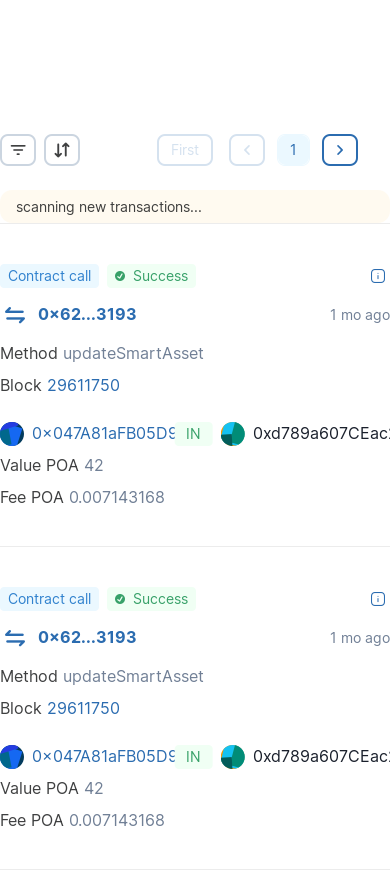 First 1
scanning new transactions...
Contract call Success
0x62...3193 1 mo ago
Method updateSmartAsset
Block 29611750
0x047A81aFB05D9 IN 0xd789a607CEac
Value POA 42
Fee POA 0.007143168
Contract call Success
0x62...3193 1 mo ago
Method updateSmartAsset
Block 29611750
0x047A81aFB05D9 IN 0xd789a607CEac
Value POA 42
Fee POA 0.007143168